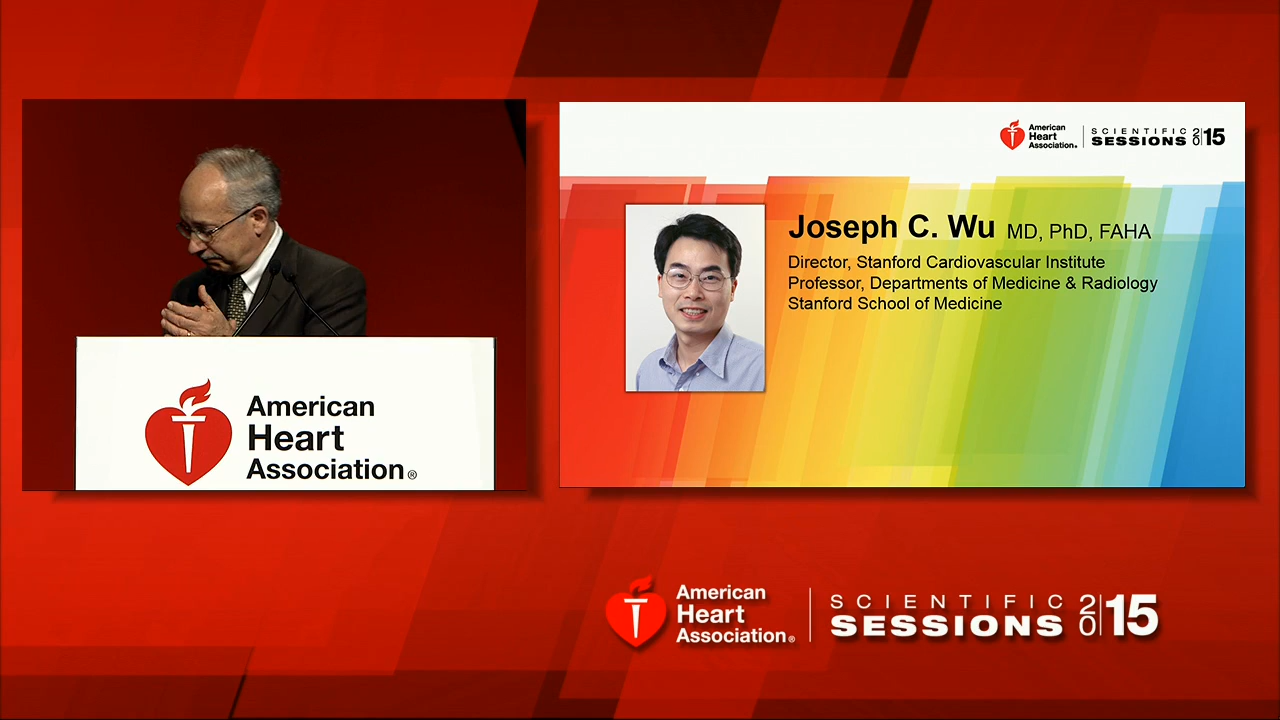 American
Heart
Association®
American
Heart
Association®
SCIENTIFIC
SESSIONS 2015
Joseph C. Wu MD, PhD, FAHA
Director, Stanford Cardiovascular Institute
Professor, Departments of Medicine & Radiology
Stanford School of Medicine
American
Heart
Association®
SCIENTIFIC
SESSIONS 2015